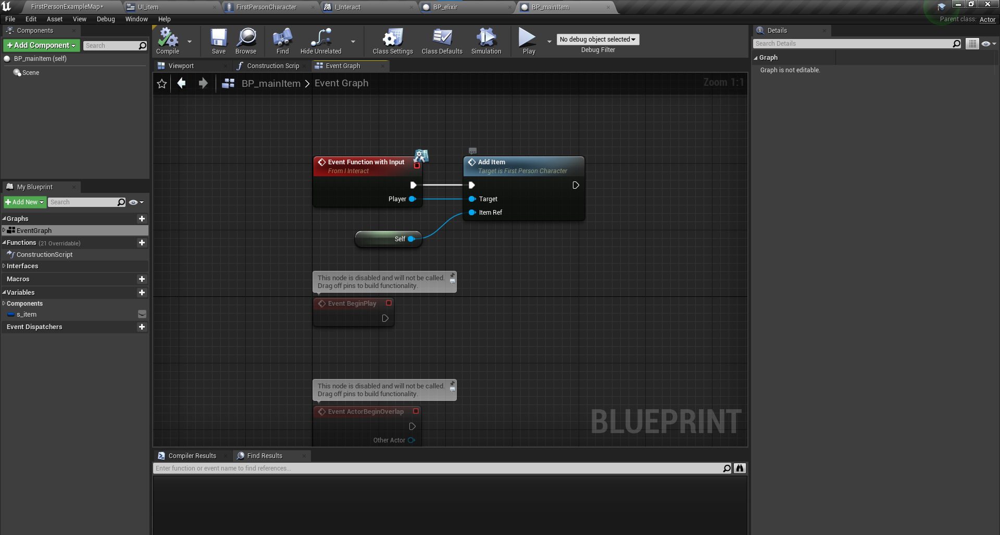 FirstPersonExampleMap*
UI_item
FirstPersonCharacter
I_Interact
BP_elixir
BP_mainItem
File Edit Asset View Debug Window Help
Parent class: Actor
Components
Add Component
Search
BP_mainItem (self)
Scene
Compile
Save
Browse
Find
Hide Unrelated
Class Settings
Class Defaults
Simulation
Play
No debug object selected
Debug Filter
Viewport
Construction Scrip
Event Graph
BP_mainItem > Event Graph
Zoom 1:1
Event Function with Input
From I Interact
Player
Add Item
Target is First Person Character
Target
Item Ref
Self
This node is disabled and will not be called.
Drag off pins to build functionality.
Event BeginPlay
This node is disabled and will not be called.
Drag off pins to build functionality.
Event ActorBeginOverlap
Other Actor
BLUEPRINT
My Blueprint
Add New
Search
Graphs
EventGraph
Functions (21 Overridable)
ConstructionScript
Interfaces
Macros
Variables
Components
s_item
Event Dispatchers
Compiler Results
Find Results
Enter function or event name to find references...
Details
Search Details
Graph
Graph is not editable.